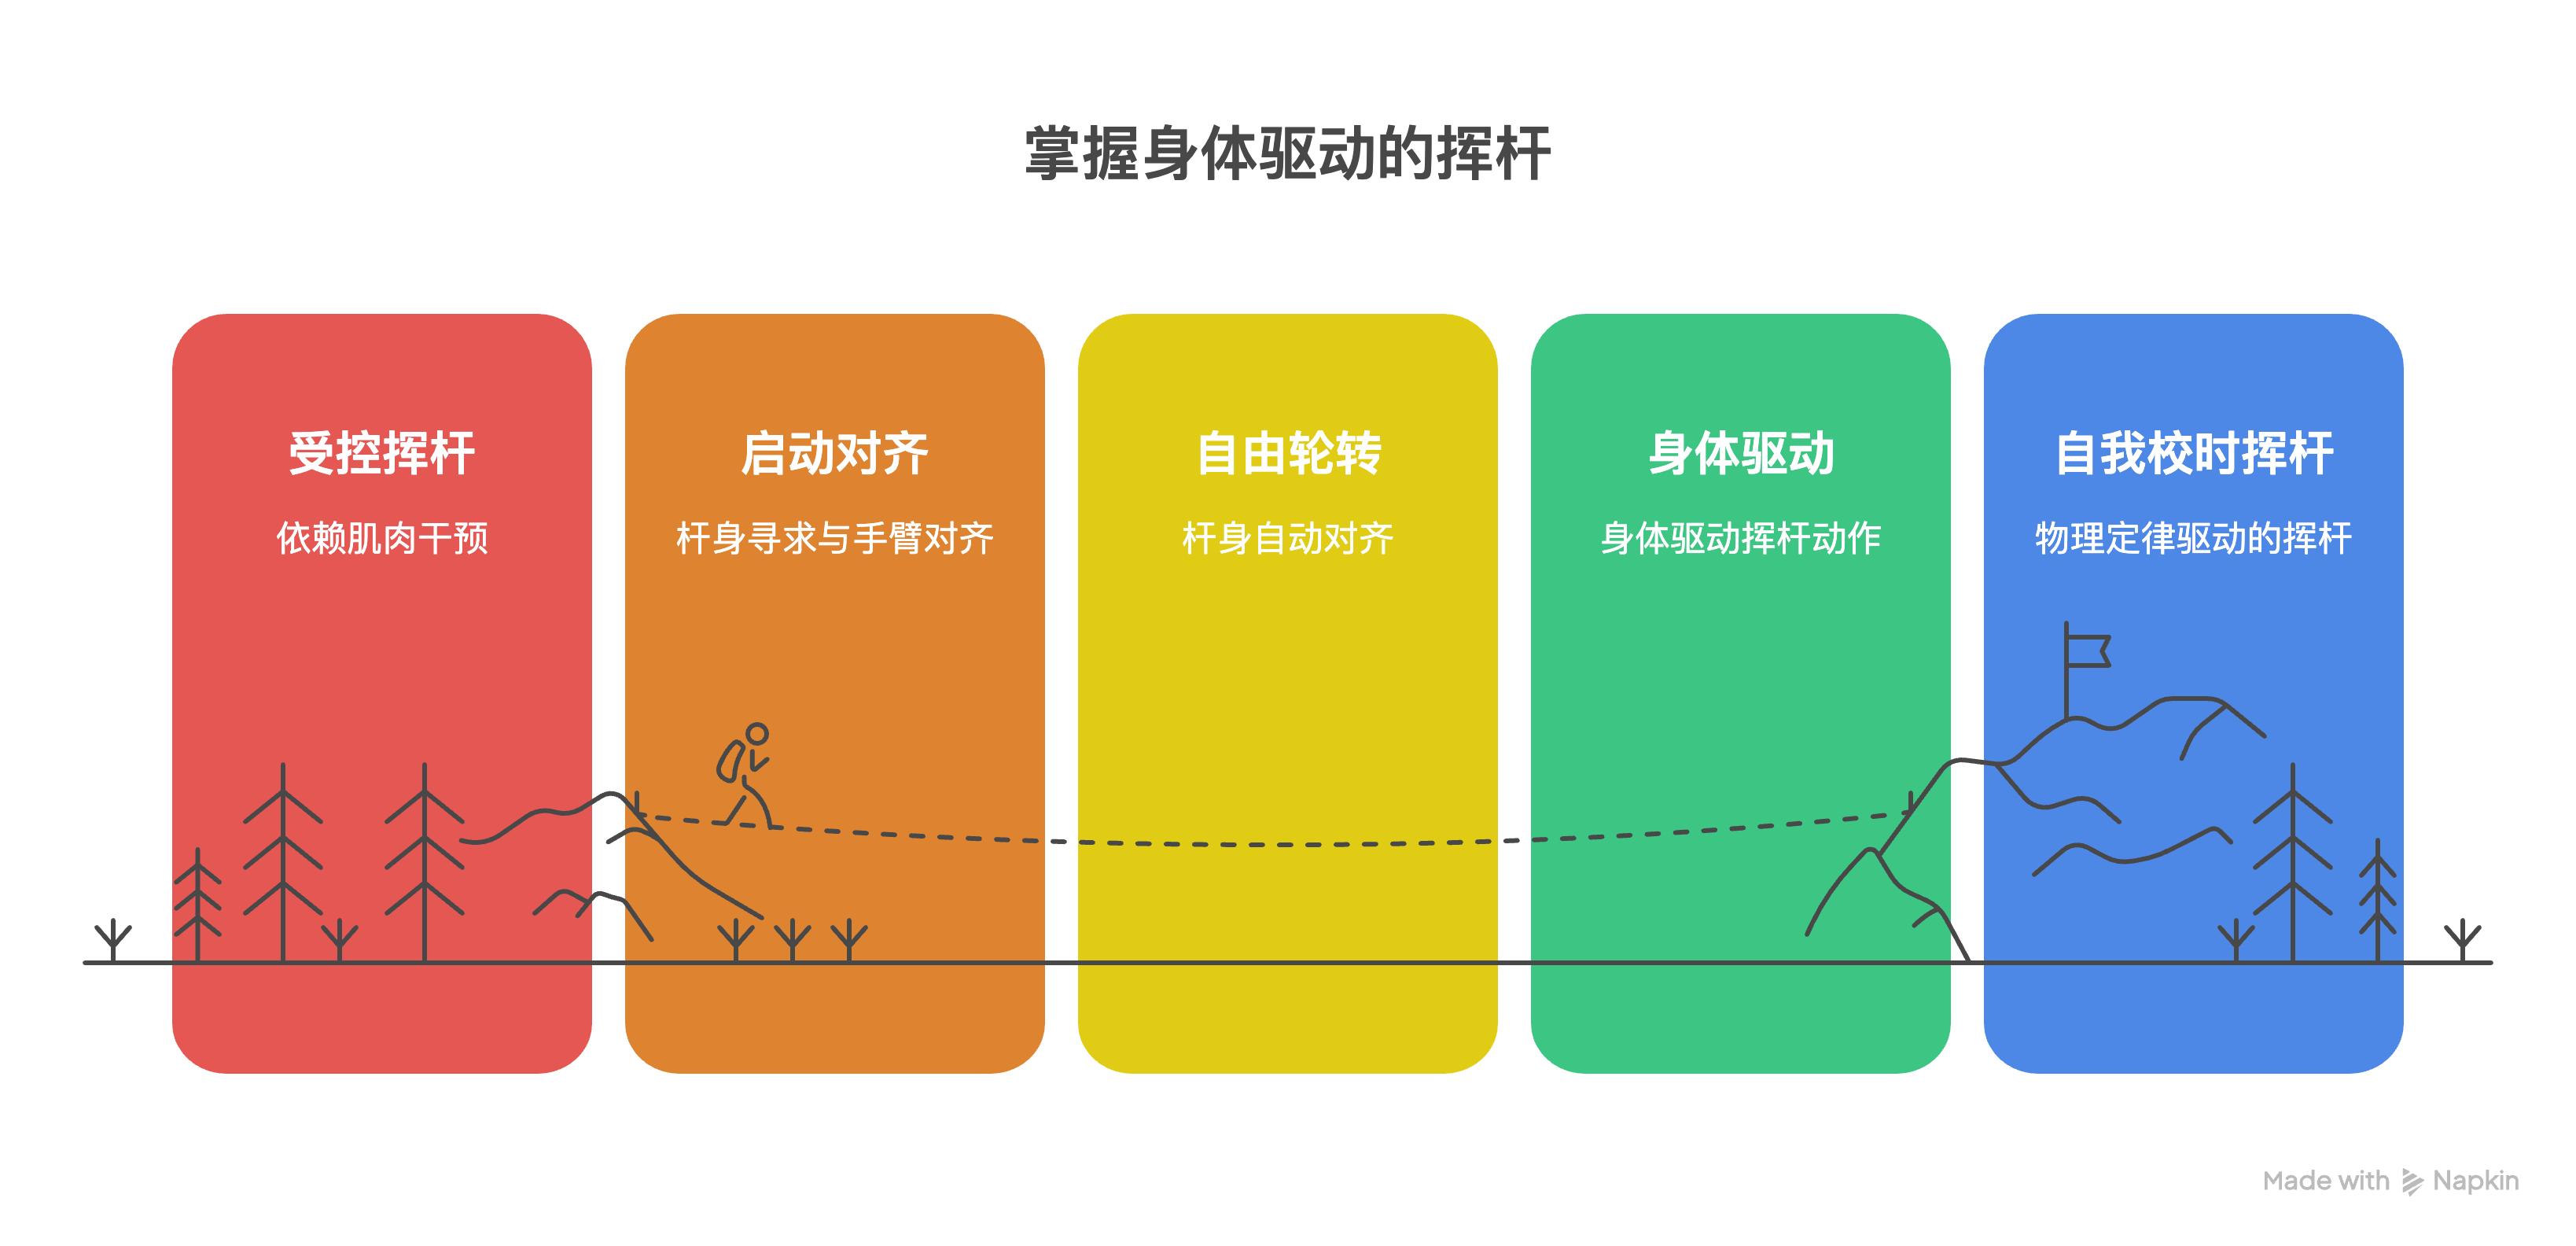 掌握身体驱动的挥杆
受控挥杆
依赖肌肉干预
启动对齐
杆身寻求与手臂对齐
自由轮转
杆身自动对齐
身体驱动
身体驱动挥杆动作
自我校时挥杆
物理定律驱动的挥杆
Made with Napkin